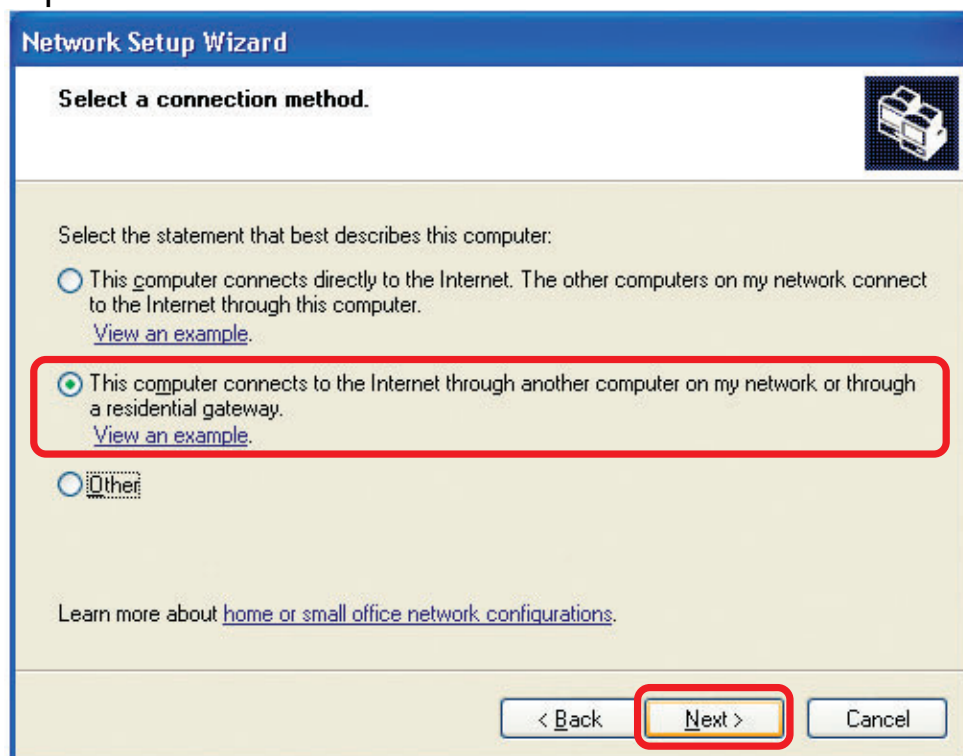 Network Setup Wizard
Select a connection method.
Select the statement that best describes this computer:
This computer connects directly to the Internet. The other computers on my network connect
to the Internet through this computer.
View an example.
This computer connects to the Internet through another computer on my network or through
a residential gateway.
View an example.
Other
Learn more about home or small office network configurations.
< Back Next > Cancel